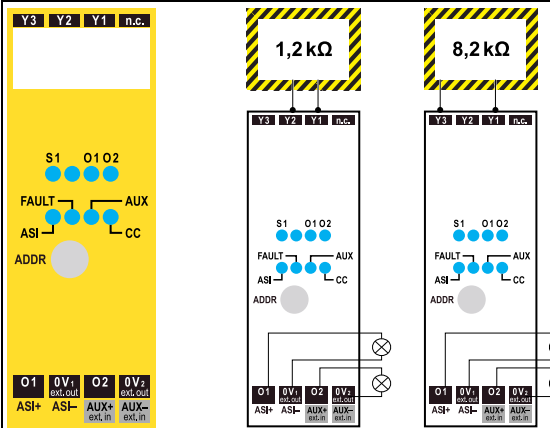 Y3 Y2 Y1 n.c.
S1 O1 O2
FAULT AUX
ASI CC
ADDR
O1 0V1 ext.out O2 0V2 ext.out
ASI+ ASI– AUX+ ext.in AUX– ext.in
1,2 kΩ
Y3 Y2 Y1 n.c.
S1 O1 O2
FAULT AUX
ASI CC
ADDR
O1 0V1 ext.out O2 0V2 ext.out
ASI+ ASI– AUX+ ext.in AUX– ext.in
8,2 kΩ
Y3 Y2 Y1 n.c.
S1 O1 O2
FAULT AUX
ASI CC
ADDR
O1 0V1 ext.out O2 0V2 ext.out
ASI+ ASI– AUX+ ext.in AUX– ext.in